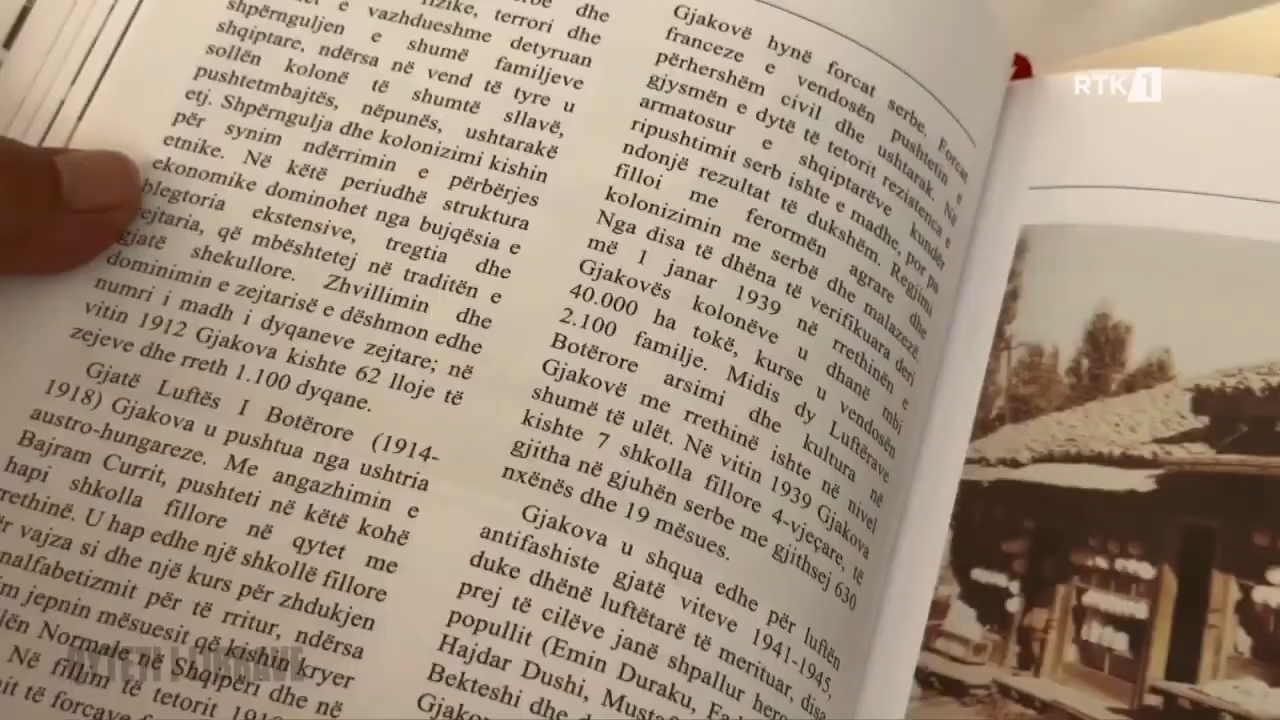 e vazhdueshme detyruan
shpërnguljen e shumë familjeve
shqiptare, ndërsa në vend të tyre u
sollën kolonë të shumtë sllavë,
pushtetmbajtës, nëpunës, ushtarakë
etj. Shpërngulja dhe kolonizimi kishin
për synim ndërrimin e përbërjes
etnike. Në këtë periudhë struktura
ekonomike dominohet nga bujqësia e
blegtoria ekstensive, tregtia dhe
zejtaria, që mbështetej në traditën e
gjatë shekullore. Zhvillimin dhe
dominimin e zejtarisë e dëshmon edhe
numri i madh i dyqaneve zejtare; në
vitin 1912 Gjakova kishte 62 lloje të
zejeve dhe rreth 1.100 dyqane.
Gjatë Luftës I Botërore (1914-
1918) Gjakova u pushtua nga ushtria
austro-hungareze. Me angazhimin e
Bajram Currit, pushteti në këtë kohë
hapi shkolla fillore në qytet me
rrethinë. U hap edhe një shkollë fillore
vajza si dhe një kurs për zhdukjen
analfabetizmit për të rritur, ndërsa
jepnin mësuesit që kishin kryer
Normale në Shqipëri dhe në
Në fillim të tetorit
të forcave
Gjakovë hynë forcat serbe. Forcat
franceze e vendosën pushtetin e
përhershëm civil dhe ushtarak. Në
gjysmën e dytë të tetorit rezistenca e
armatosur e shqiptarëve kundër
ripushtimit serb ishte e madhe, por pa
ndonjë rezultat të dukshëm. Regjimi
filloi me feromën agrare dhe
kolonizimin me serbë dhe malazezë.
Nga disa të dhëna të verifikuara deri
më 1 janar 1939 në rrethinën e
Gjakovës kolonëve u dhanë mbi
40.000 ha tokë, kurse u vendosën
2.100 familje. Midis dy Luftërave
Botërore arsimi dhe kultura në
Gjakovë me rrethinë ishte në nivel
shumë të ulët. Në vitin 1939 Gjakova
kishte 7 shkolla fillore 4-vjeçare, të
gjitha në gjuhën serbe me gjithsej 630
nxënës dhe 19 mësues.
Gjakova u shqua edhe për luftën
antifashiste gjatë viteve 1941-1945,
duke dhënë luftëtarë të merituar, disa
prej të cilëve janë shpallur
popullit (Emin Duraku,
Hajdar Dushi,
Bekteshi dhe
RTK 1
QYTETI I ZEJEVE